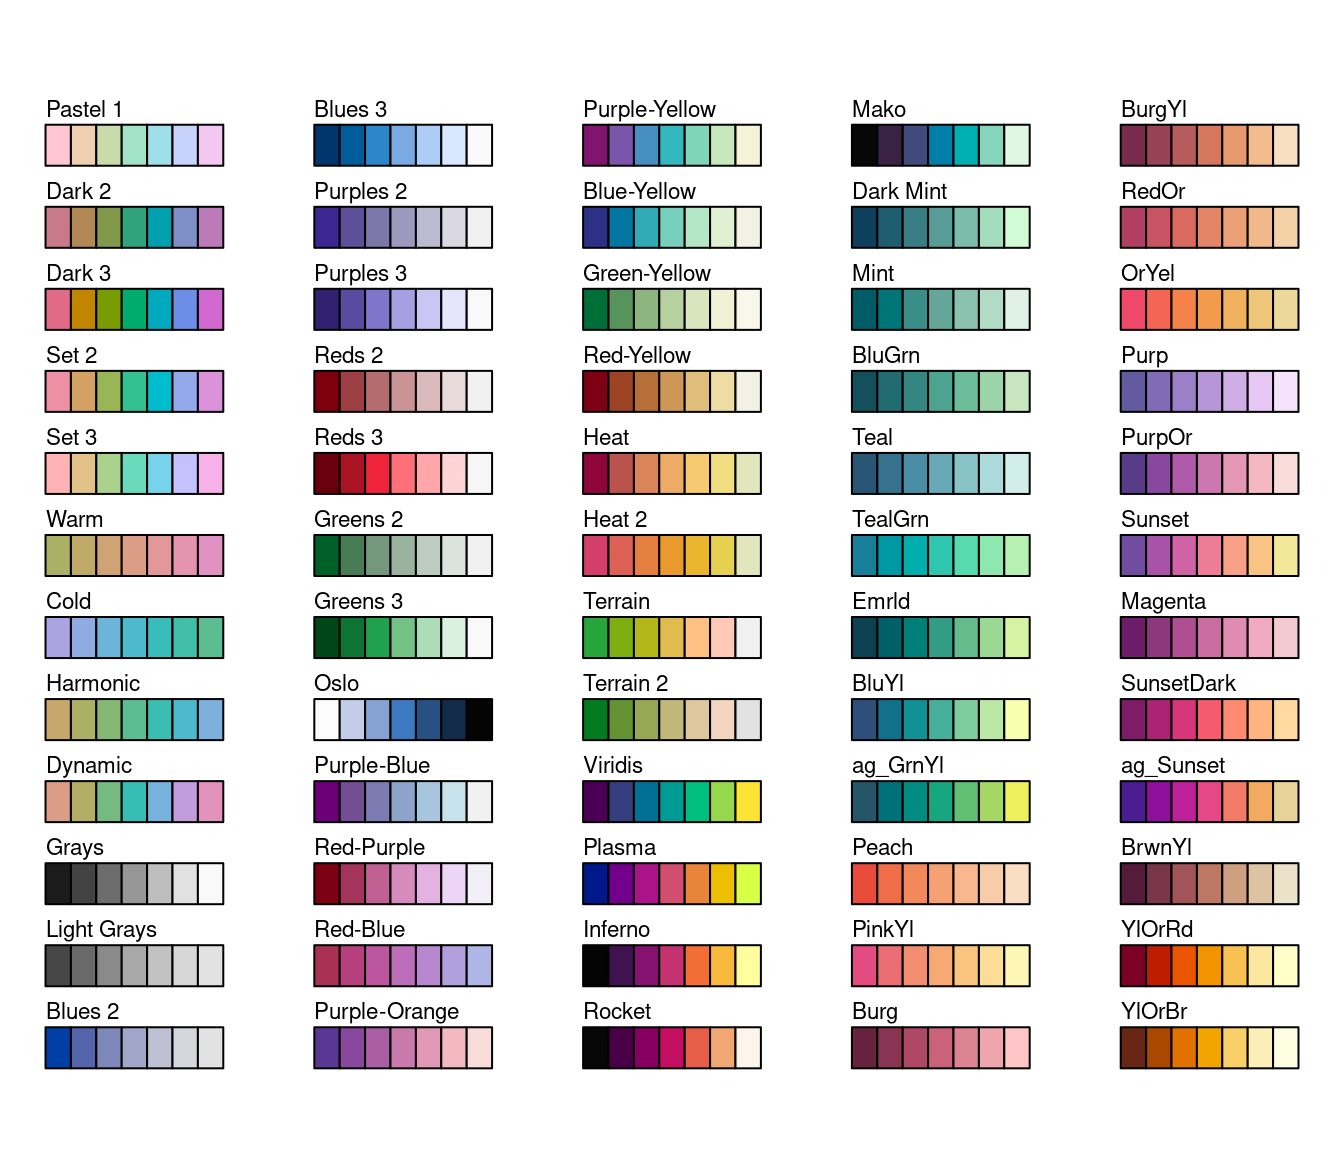 Pastel 1
Dark 2
Dark 3
Set 2
Set 3
Warm
Cold
Harmonic
Dynamic
Grays
Light Grays
Blues 2
Blues 3
Purples 2
Purples 3
Reds 2
Reds 3
Greens 2
Greens 3
Oslo
Purple-Blue
Red-Purple
Red-Blue
Purple-Orange
Purple-Yellow
Blue-Yellow
Green-Yellow
Red-Yellow
Heat
Heat 2
Terrain
Terrain 2
Viridis
Plasma
Inferno
Rocket
Mako
Dark Mint
Mint
BluGrn
Teal
TealGrn
Emrld
BluYl
ag_GrnYl
Peach
PinkYl
Burg
BurgYl
RedOr
OrYel
Purp
PurpOr
Sunset
Magenta
SunsetDark
ag_Sunset
BrwnYl
YlOrRd
YlOrBr